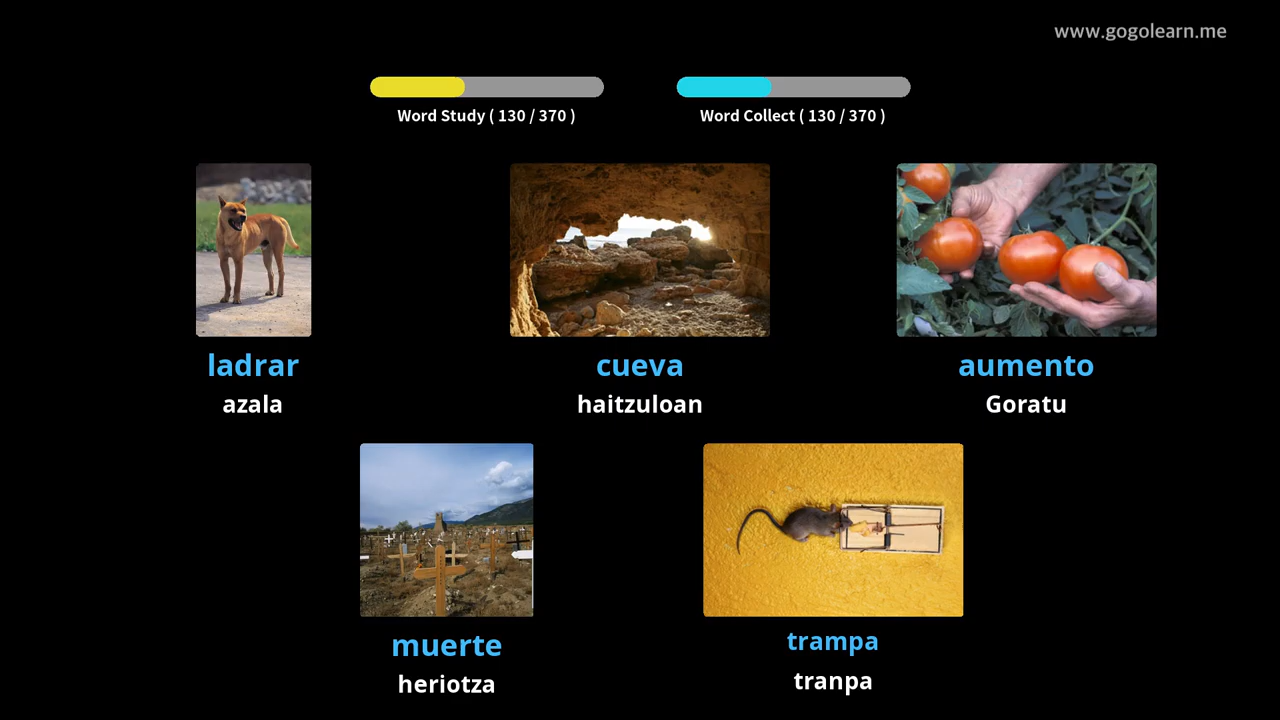 www.gogolearn.me
Word Study ( 130 / 370 )
Word Collect ( 130 / 370 )
ladrar
azala
cueva
haitzuloan
aumento
Goratu
muerte
heriotza
trampa
tranpa